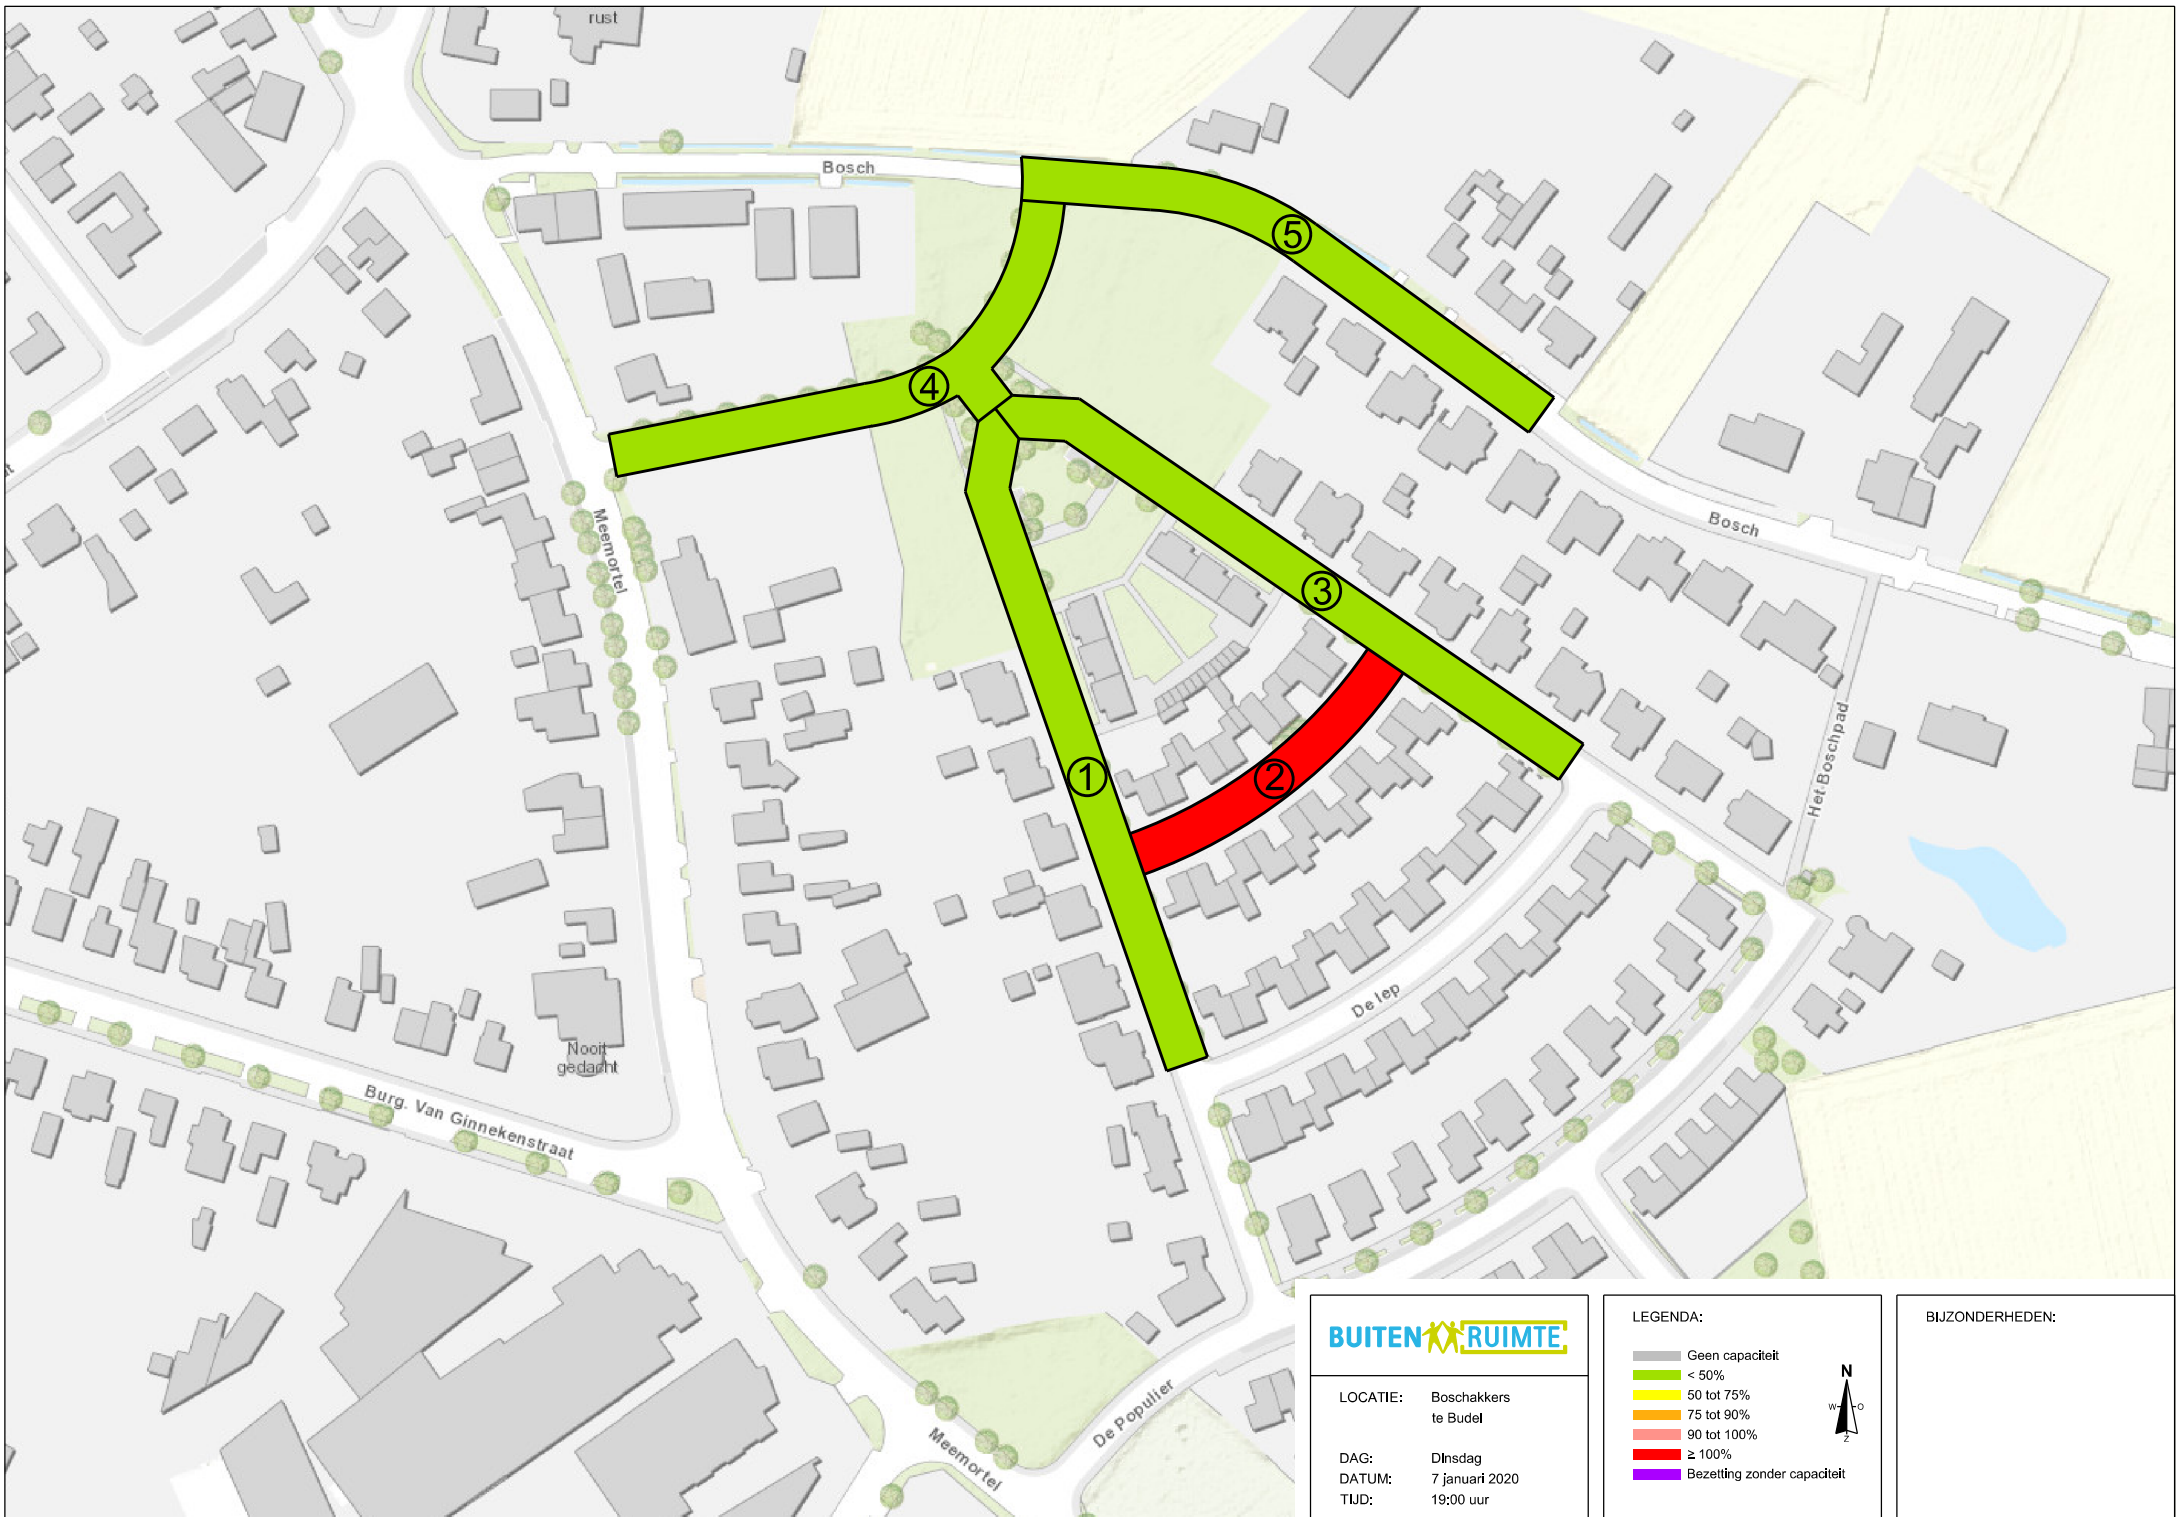 rust
Bosch
5
4
Meemortel
Bosch
3
Het Boschpad
1
2
De Iep
Nooit
gedacht
Burg. Van Ginnekenstraat
De Populier
Meemortel
BUITEN RUIMTE
LOCATIE: Boschakkers
te Budel
DAG: DInsdag
DATUM: 7 januari 2020
TIJD: 19:00 uur
LEGENDA:
Geen capaciteit
< 50%
50 tot 75%
75 tot 90%
90 tot 100%
≥ 100%
Bezetting zonder capaciteit
N
W O
Z
BIJZONDERHEDEN: